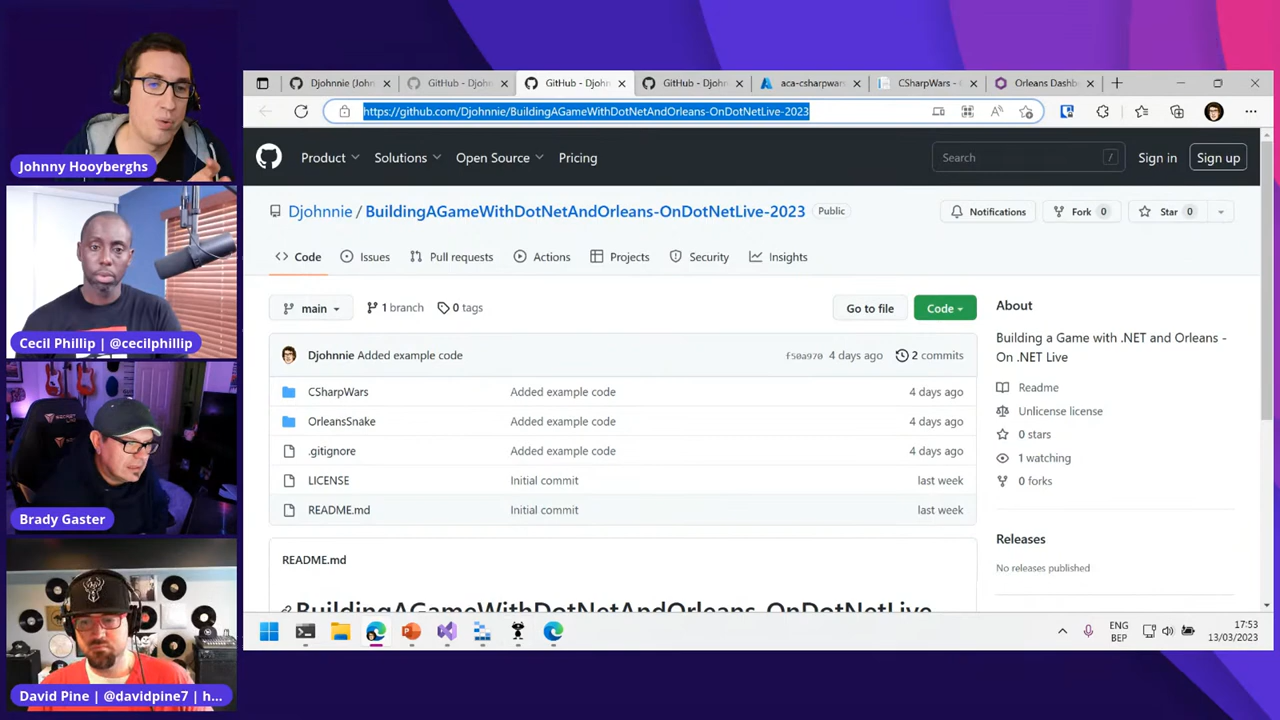 Johnny Hooyberghs
Cecil Phillip | @cecilphillip
Brady Gaster
David Pine | @davidpine7 | h...
Djohnnie (John
GitHub - Djohn
GitHub - Djohn
GitHub - Djohn
aca-csharpwar
CSharpWars -
Orleans Dashb
https://github.com/Djohnnie/BuildingAGameWithDotNetAndOrleans-OnDotNetLive-2023
Product
Solutions
Open Source
Pricing
Search
/
Sign in
Sign up
Djohnnie / BuildingAGameWithDotNetAndOrleans-OnDotNetLive-2023
Public
Notifications
Fork 0
Star 0
Code
Issues
Pull requests
Actions
Projects
Security
Insights
main
1 branch
0 tags
Go to file
Code
Djohnnie Added example code
f50a970 4 days ago
2 commits
CSharpWars Added example code 4 days ago
OrleansSnake Added example code 4 days ago
.gitignore Added example code 4 days ago
LICENSE Initial commit last week
README.md Initial commit last week
README.md
BuildingAGameWithDotNetAndOrleans-OnDotNetLive-
About
Building a Game with .NET and Orleans -
On .NET Live
Readme
Unlicense license
0 stars
1 watching
0 forks
Releases
No releases published
ENG
BEP
17:53
13/03/2023